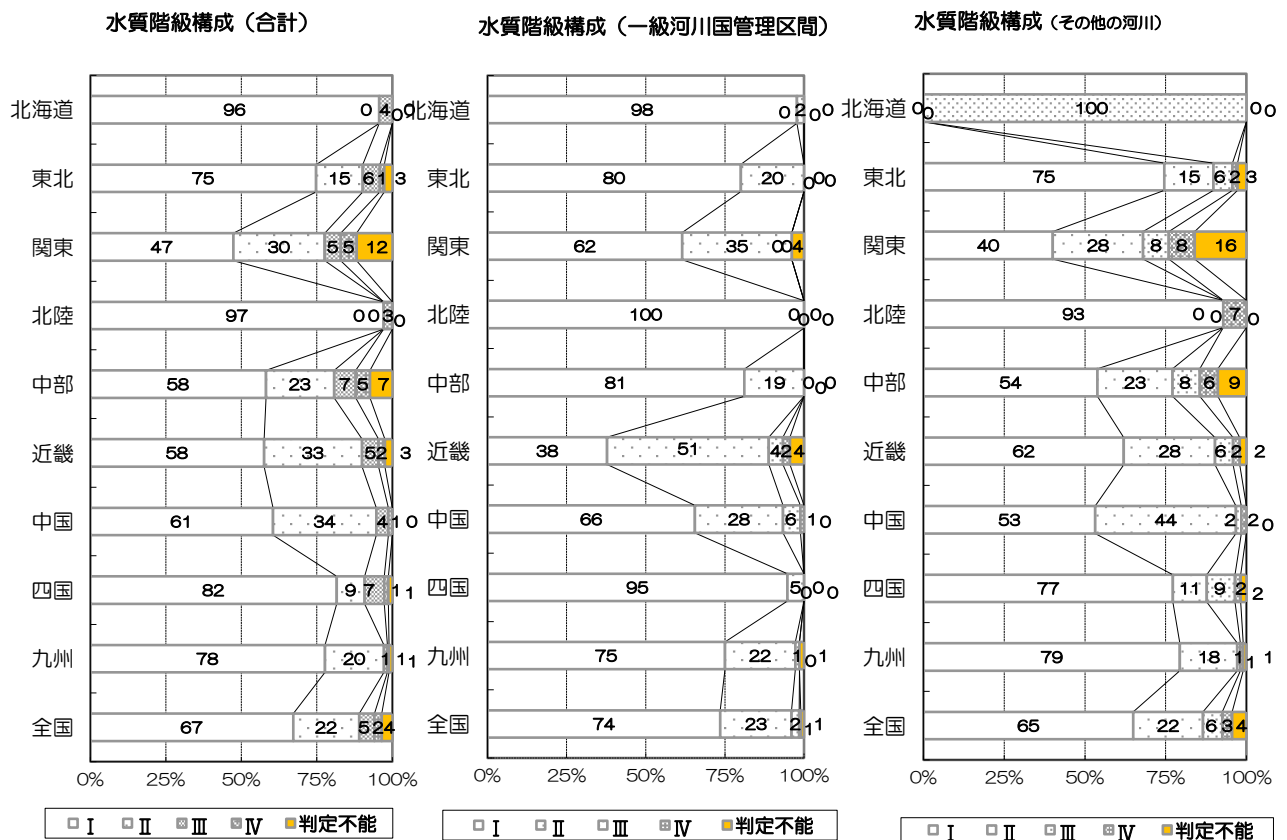 水質階級構成（合計）
北海道 96 0 4 0 0
東北 75 15 6 1 3
関東 47 30 5 5 12
北陸 97 0 0 3 0
中部 58 23 7 5 7
近畿 58 33 5 2 3
中国 61 34 4 1 0
四国 82 9 7 1 1
九州 78 20 1 1 1
全国 67 22 5 2 4
0% 25% 50% 75% 100%
Ⅰ Ⅱ Ⅲ Ⅳ 判定不能
水質階級構成（一級河川国管理区間）
北海道 98 0 2 0 0
東北 80 20 0 0 0
関東 62 35 0 0 4
北陸 100 0 0 0 0
中部 81 19 0 0 0
近畿 38 51 4 2 4
中国 66 28 6 1 0
四国 95 5 0 0 0
九州 75 22 1 0 1
全国 74 23 2 1 1
0% 25% 50% 75% 100%
Ⅰ Ⅱ Ⅲ Ⅳ 判定不能
水質階級構成（その他の河川）
北海道 0 0 100 0 0
東北 75 15 6 2 3
関東 40 28 8 8 16
北陸 93 0 0 7 0
中部 54 23 8 6 9
近畿 62 28 6 2 2
中国 53 44 2 2 0
四国 77 11 9 2 2
九州 79 18 1 1 1
全国 65 22 6 3 4
0% 25% 50% 75% 100%
Ⅰ Ⅱ Ⅲ Ⅳ 判定不能